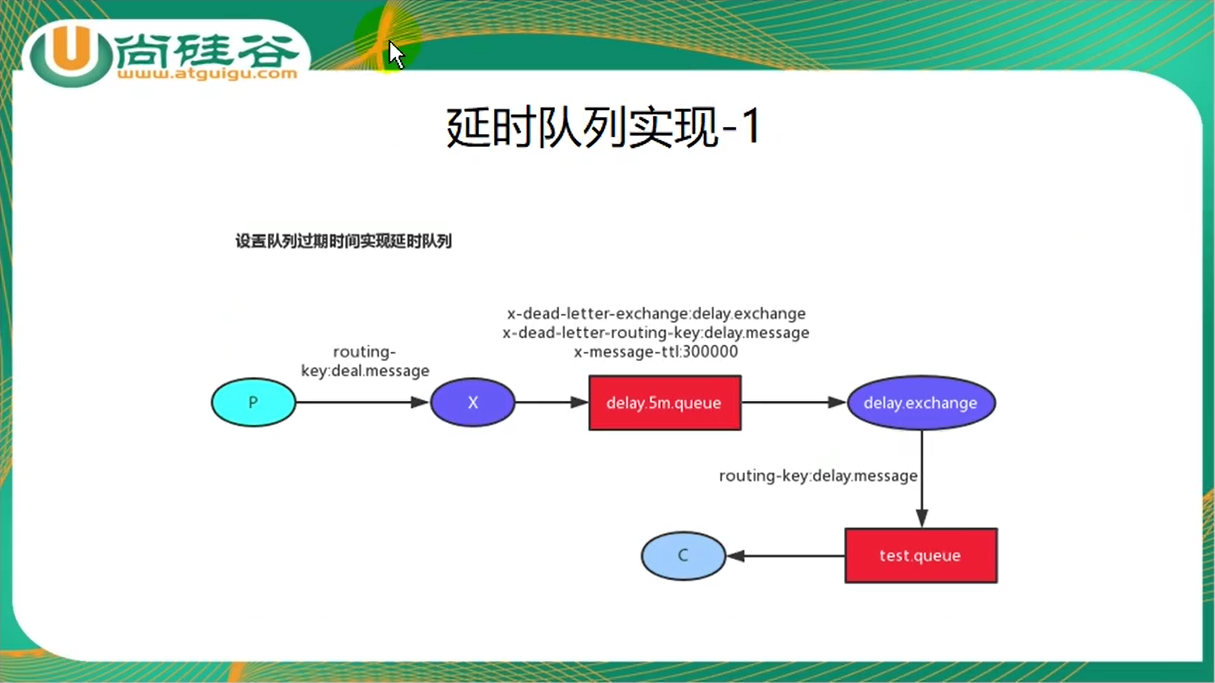 尚硅谷
www.atguigu.com
延时队列实现-1
设置队列过期时间实现延时队列
x-dead-letter-exchange:delay.exchange
x-dead-letter-routing-key:delay.message
x-message-ttl:300000
routing-
key:deal.message
P
X
delay.5m.queue
delay.exchange
routing-key:delay.message
C
test.queue